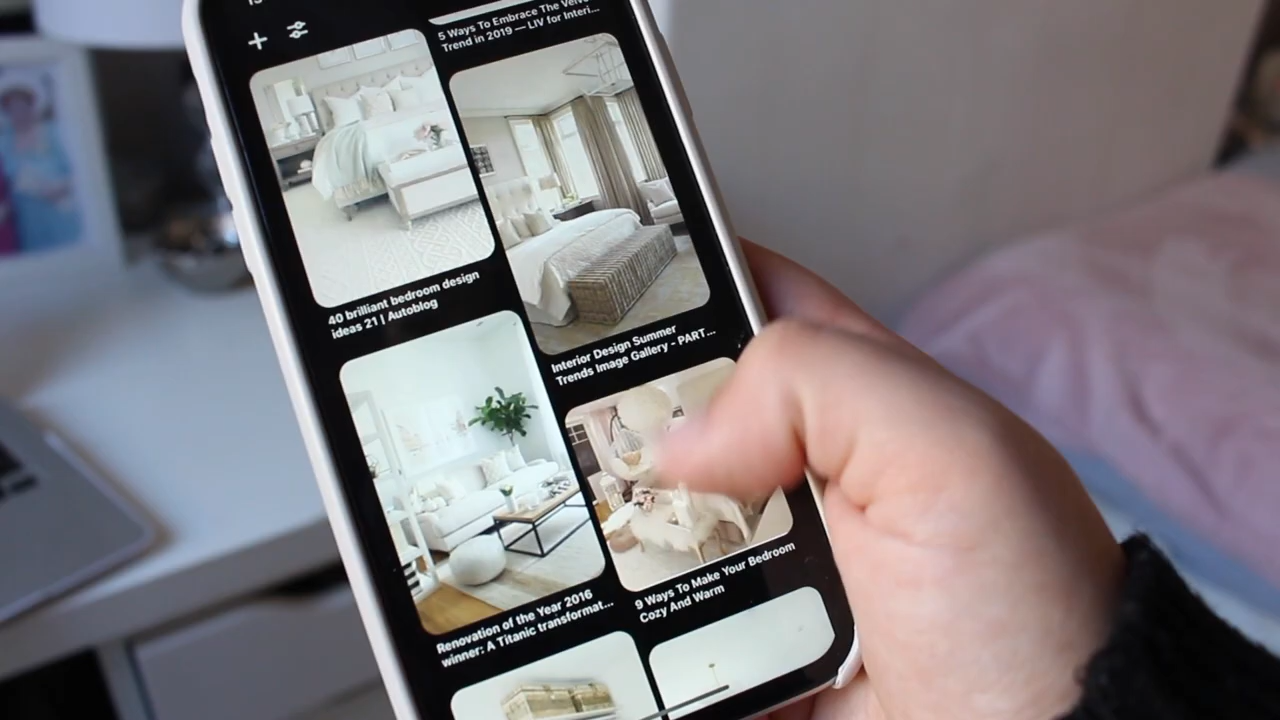 5 Ways To Embrace The Velve
Trend in 2019 — LIV for Interi...
40 brilliant bedroom design
ideas 21 | Autoblog
Interior Design Summer
Trends Image Gallery - PART...
Renovation of the Year 2016
winner: A Titanic transformat...
9 Ways To Make Your Bedroom
Cozy And Warm